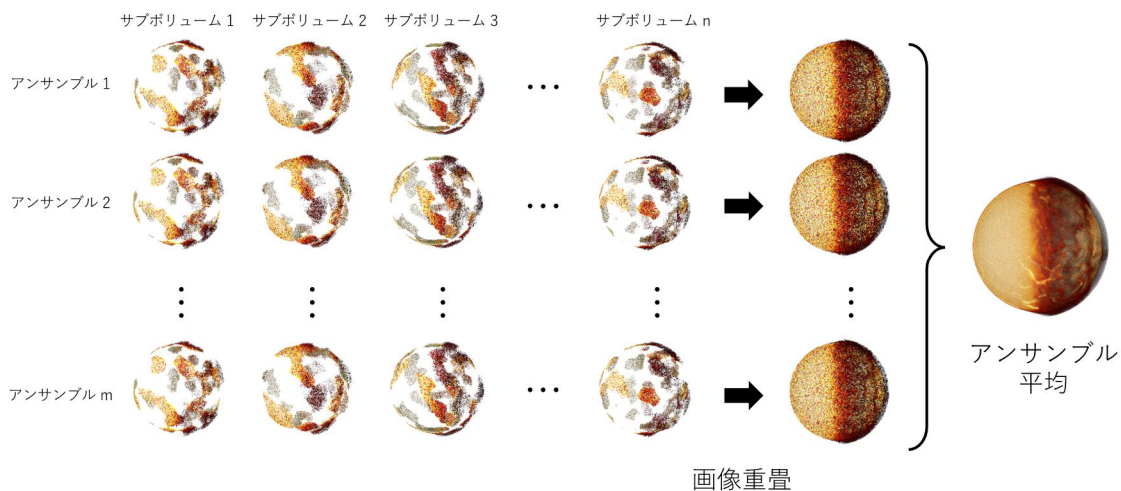 サブボリューム 1
サブボリューム 2
サブボリューム 3
サブボリューム n
アンサンブル 1
...
アンサンブル 2
...
アンサンブル
平均
アンサンブル m
...
画像重畳